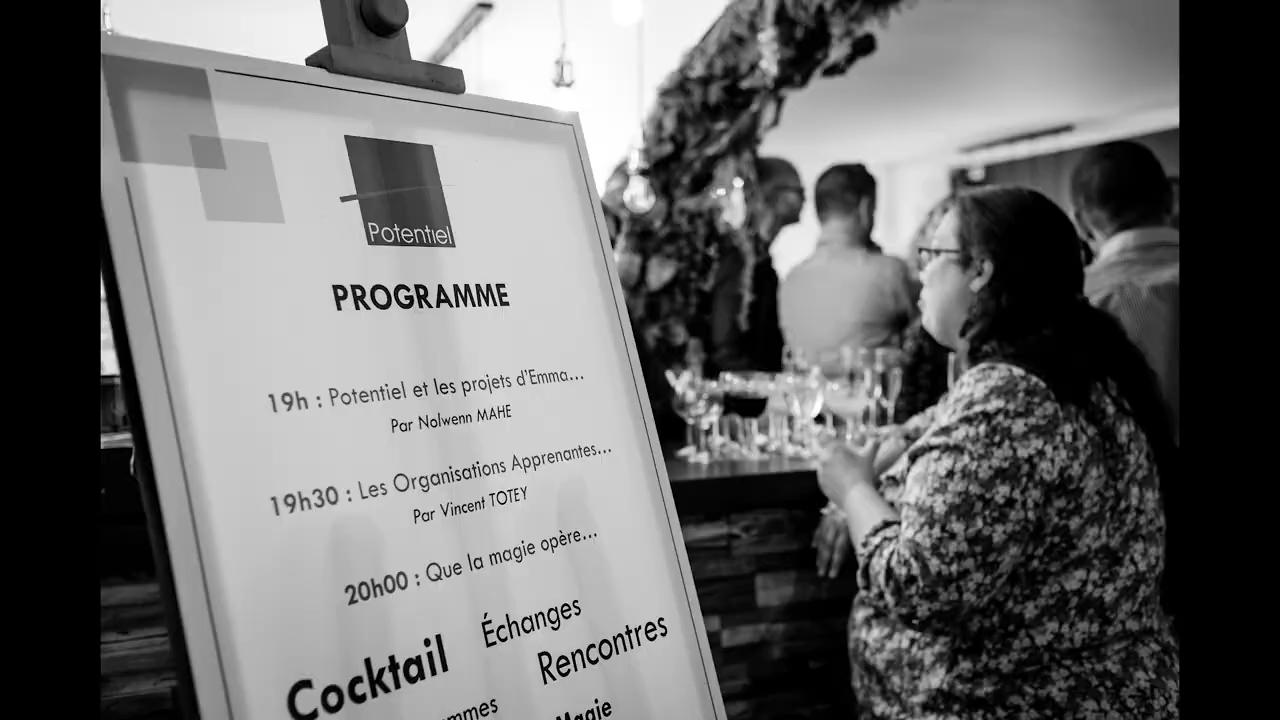 Potentiel
PROGRAMME
19h : Potentiel et les projets d'Emma...
Par Nolwenn MAHE
19h30 : Les Organisations Apprenantes...
Par Vincent TOTEY
20h00 : Que la magie opère...
Échanges
Cocktail
Rencontres
Magie